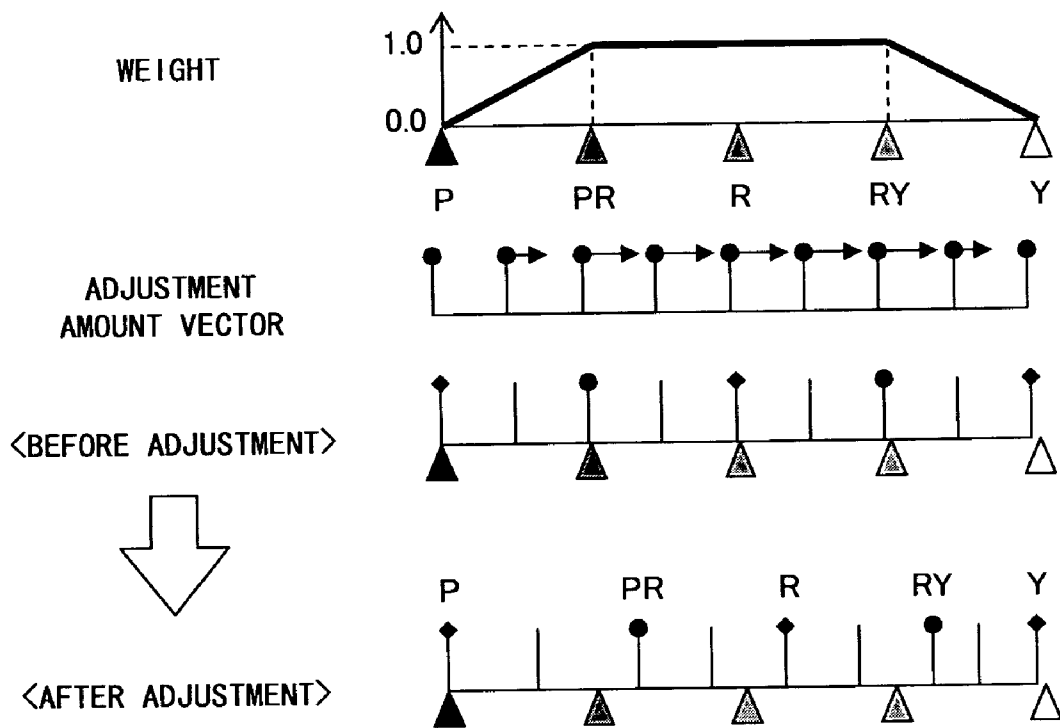 1.0
WEIGHT
0.0
P PR R RY Y
ADJUSTMENT
AMOUNT VECTOR
<BEFORE ADJUSTMENT>
P PR R RY Y
<AFTER ADJUSTMENT>